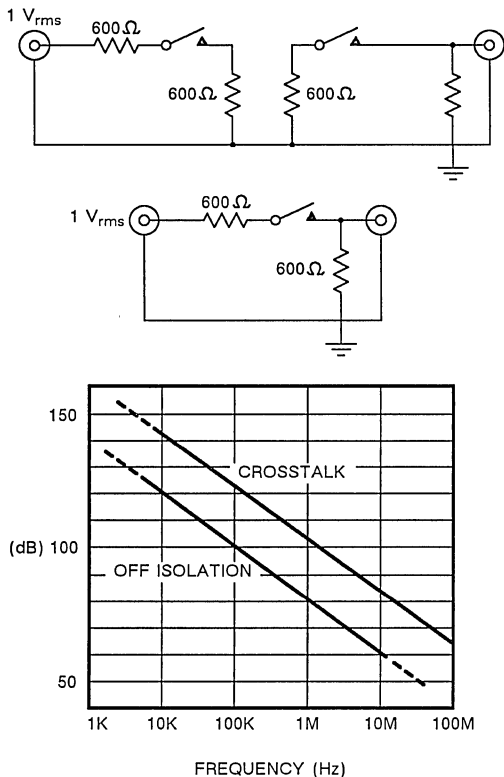 1 Vrms
600Ω
600Ω
600Ω
1 Vrms
600Ω
600Ω
150
CROSSTALK
(dB) 100
OFF ISOLATION
50
1K 10K 100K 1M 10M 100M
FREQUENCY (Hz)